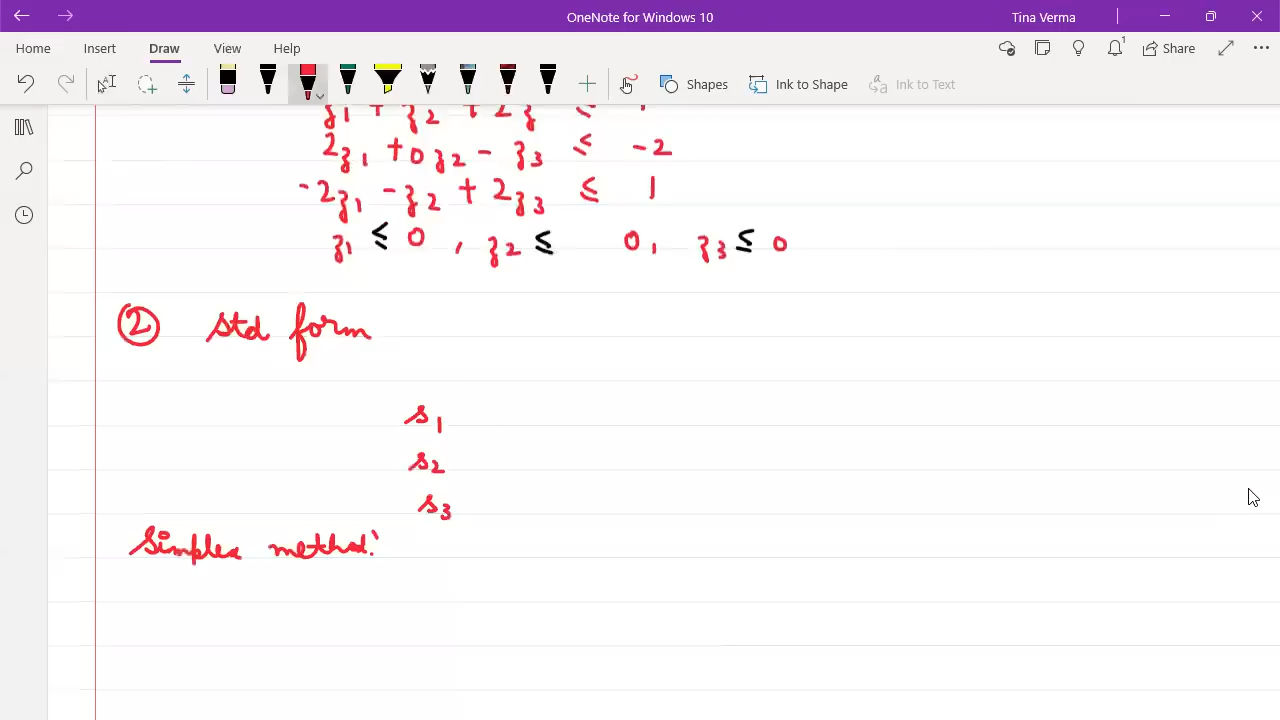 OneNote for Windows 10
Tina Verma
Home Insert Draw View Help
1 Share
Shapes Ink to Shape Ink to Text
2z1 + 0z2 - z3 ≤ -2
-2z1 - z2 + 2z3 ≤ 1
z1 ≤ 0, z2 ≤ 0, z3 ≤ 0
② Std form
s1
s2
s3
Simplex method: